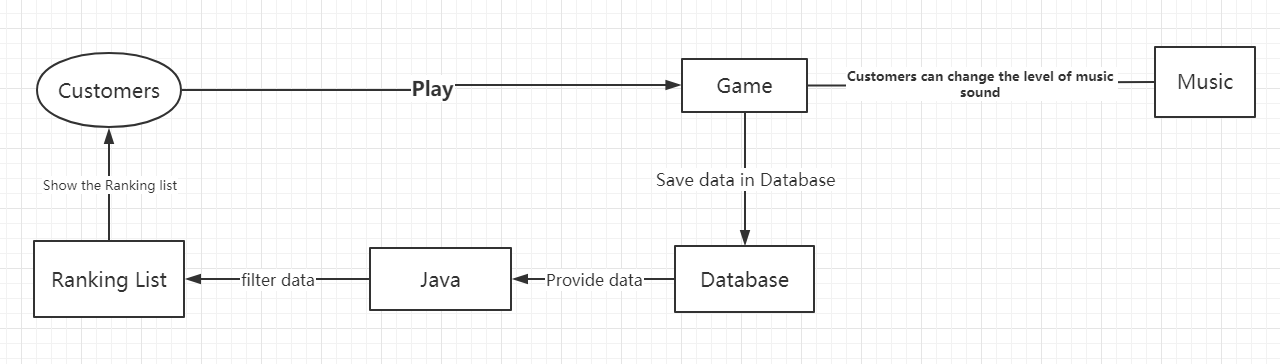 Customers
Play
Game
Customers can change the level of music
sound
Music
Save data in Database
Show the Ranking list
Ranking List
filter data
Java
Provide data
Database